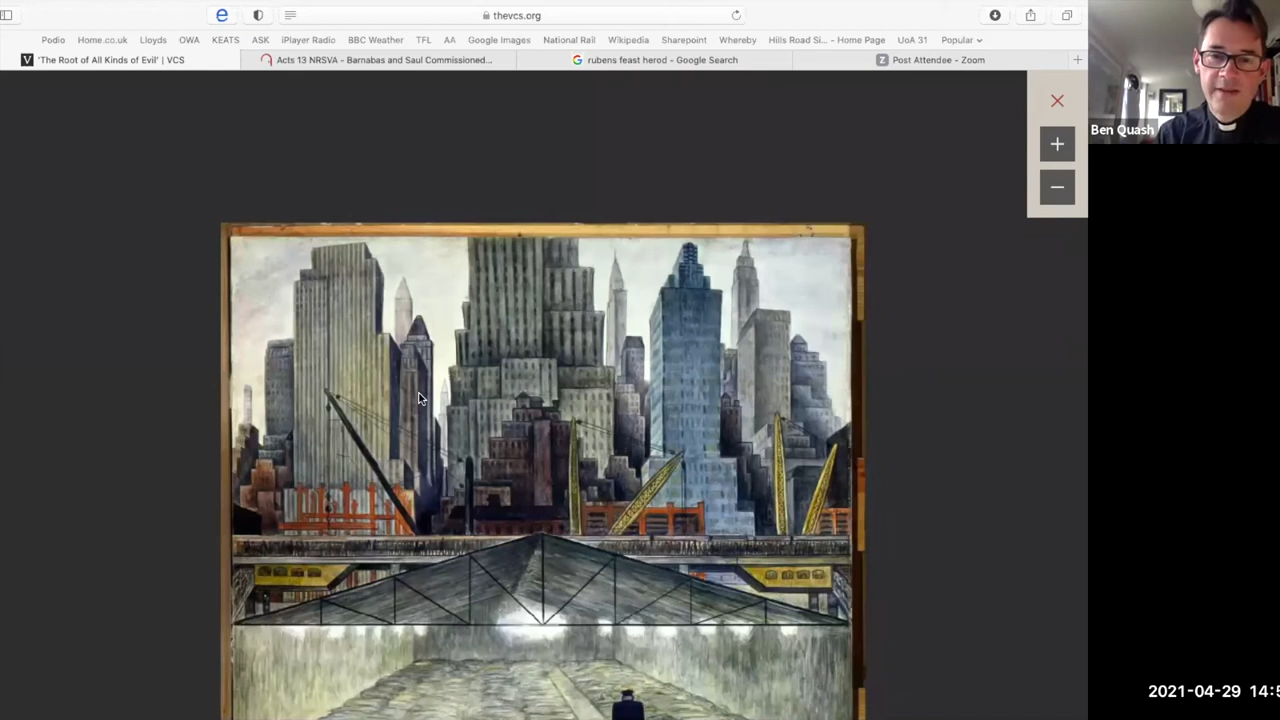 thevcs.org
Podio Home.co.uk Lloyds OWA KEATS ASK iPlayer Radio BBC Weather TFL AA Google Images National Rail Wikipedia Sharepoint Whereby Hills Road Si... - Home Page UoA 31 Popular
'The Root of All Kinds of Evil' | VCS
Acts 13 NRSVA - Barnabas and Saul Commissioned...
rubens feast herod - Google Search
Post Attendee - Zoom
Ben Quash
2021-04-29 14:5